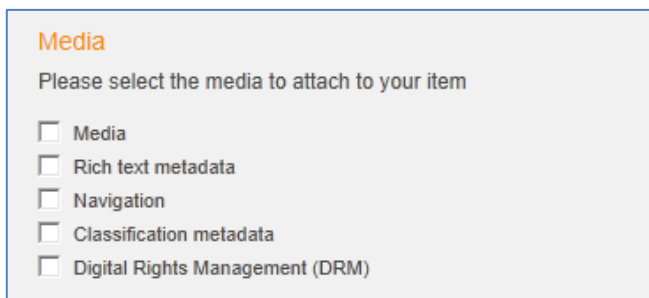 Media
Please select the media to attach to your item
Media
Rich text metadata
Navigation
Classification metadata
Digital Rights Management (DRM)